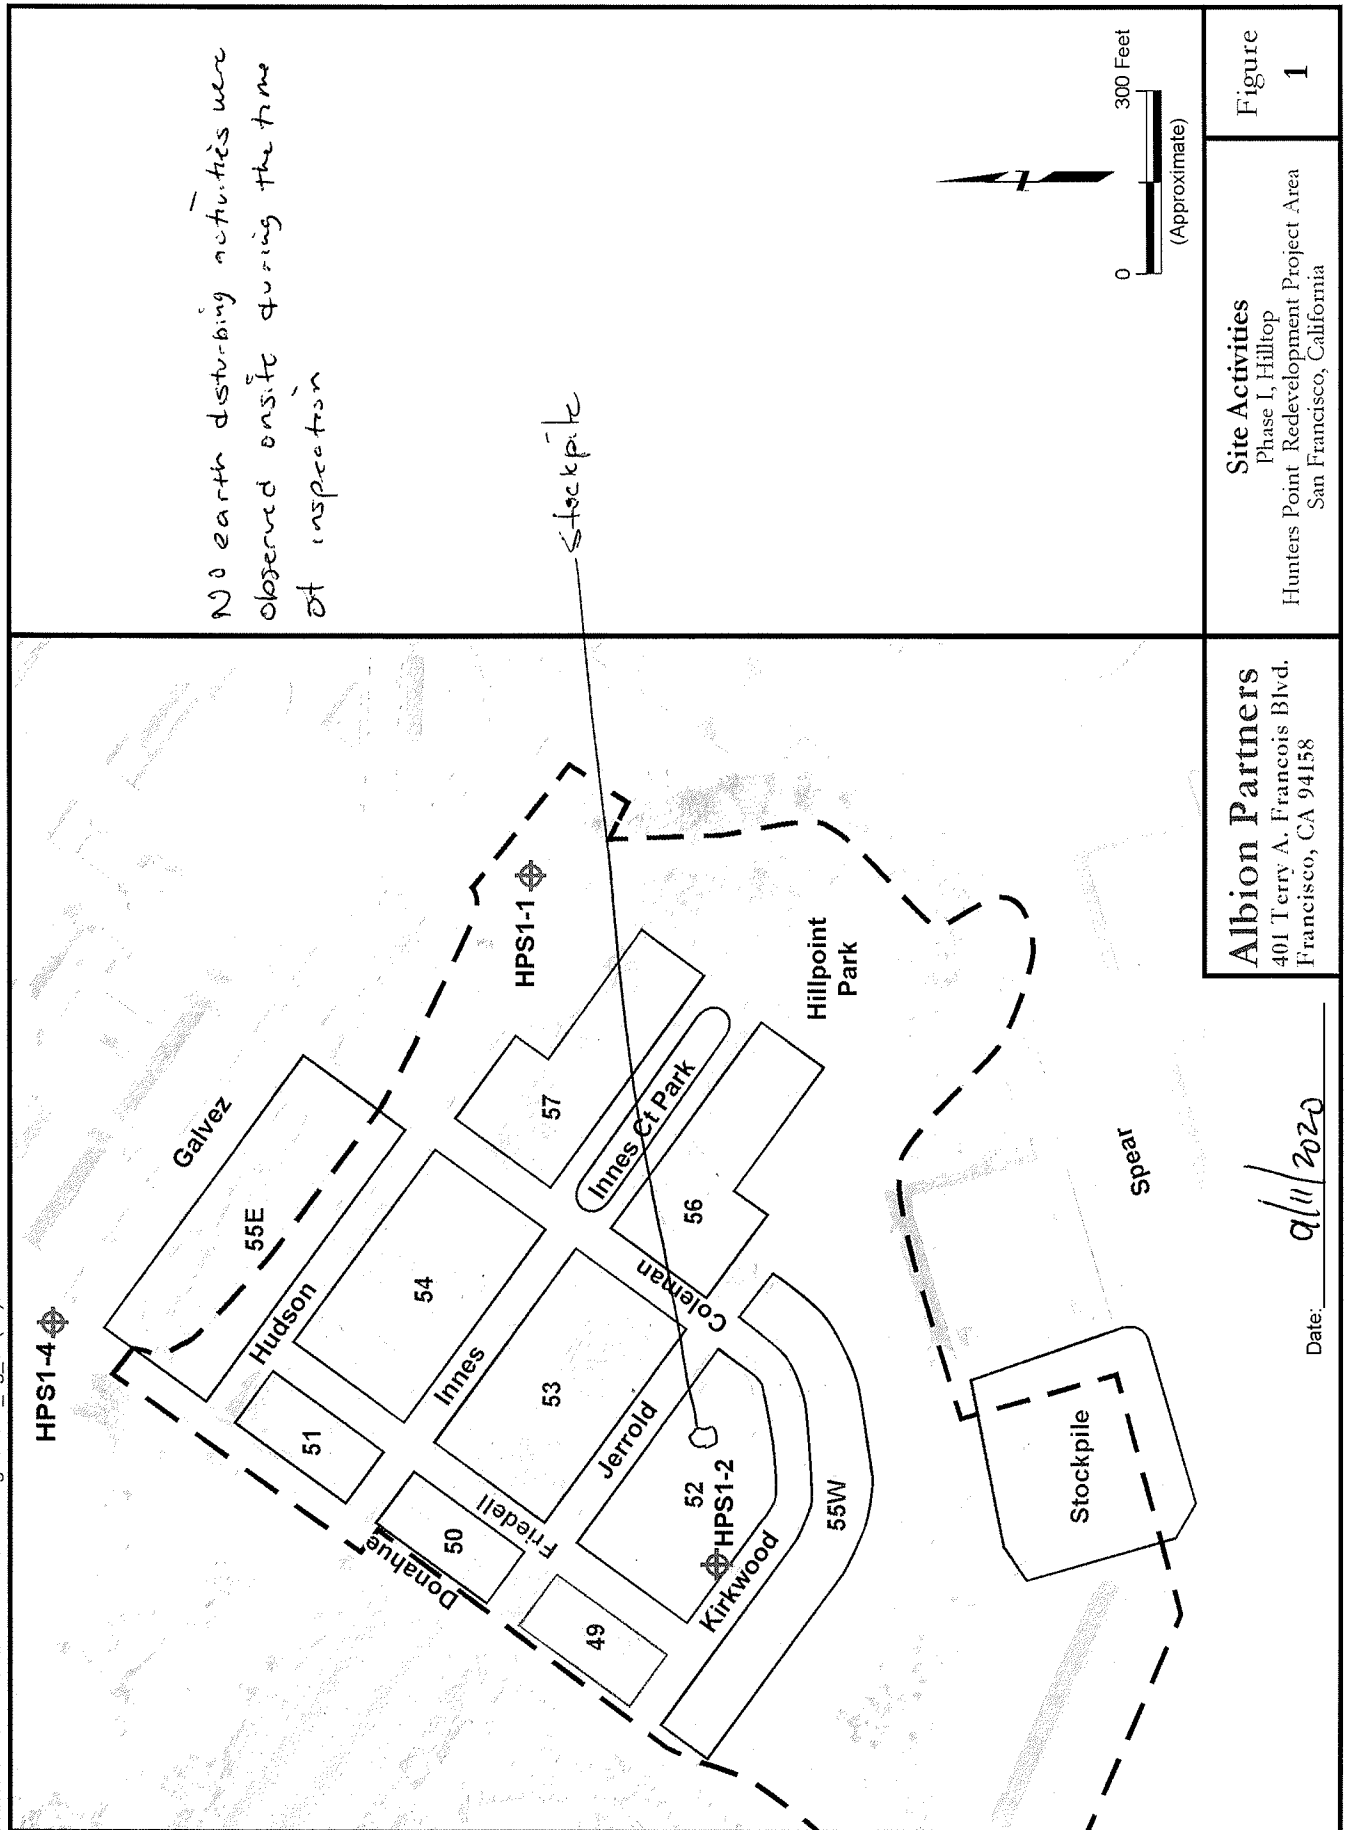 No earth disturbing activities were
observed onsite during the time
of inspection
Stockpile
HPS1-4
Galvez
55E
Hudson
HPS1-1
51
54
57
Innes
Innes Ct Park
Donahue
50
Friedell
53
Coleman
56
Hillpoint
Park
49
Jerrold
52
HPS1-2
Kirkwood
55W
Stockpile
Spear
0
300 Feet
(Approximate)
Date: 9/11/2020
Albion Partners
401 Terry A. Francois Blvd.
Francisco, CA 94158
Site Activities
Phase I, Hilltop
Hunters Point Redevelopment Project Area
San Francisco, California
Figure
1